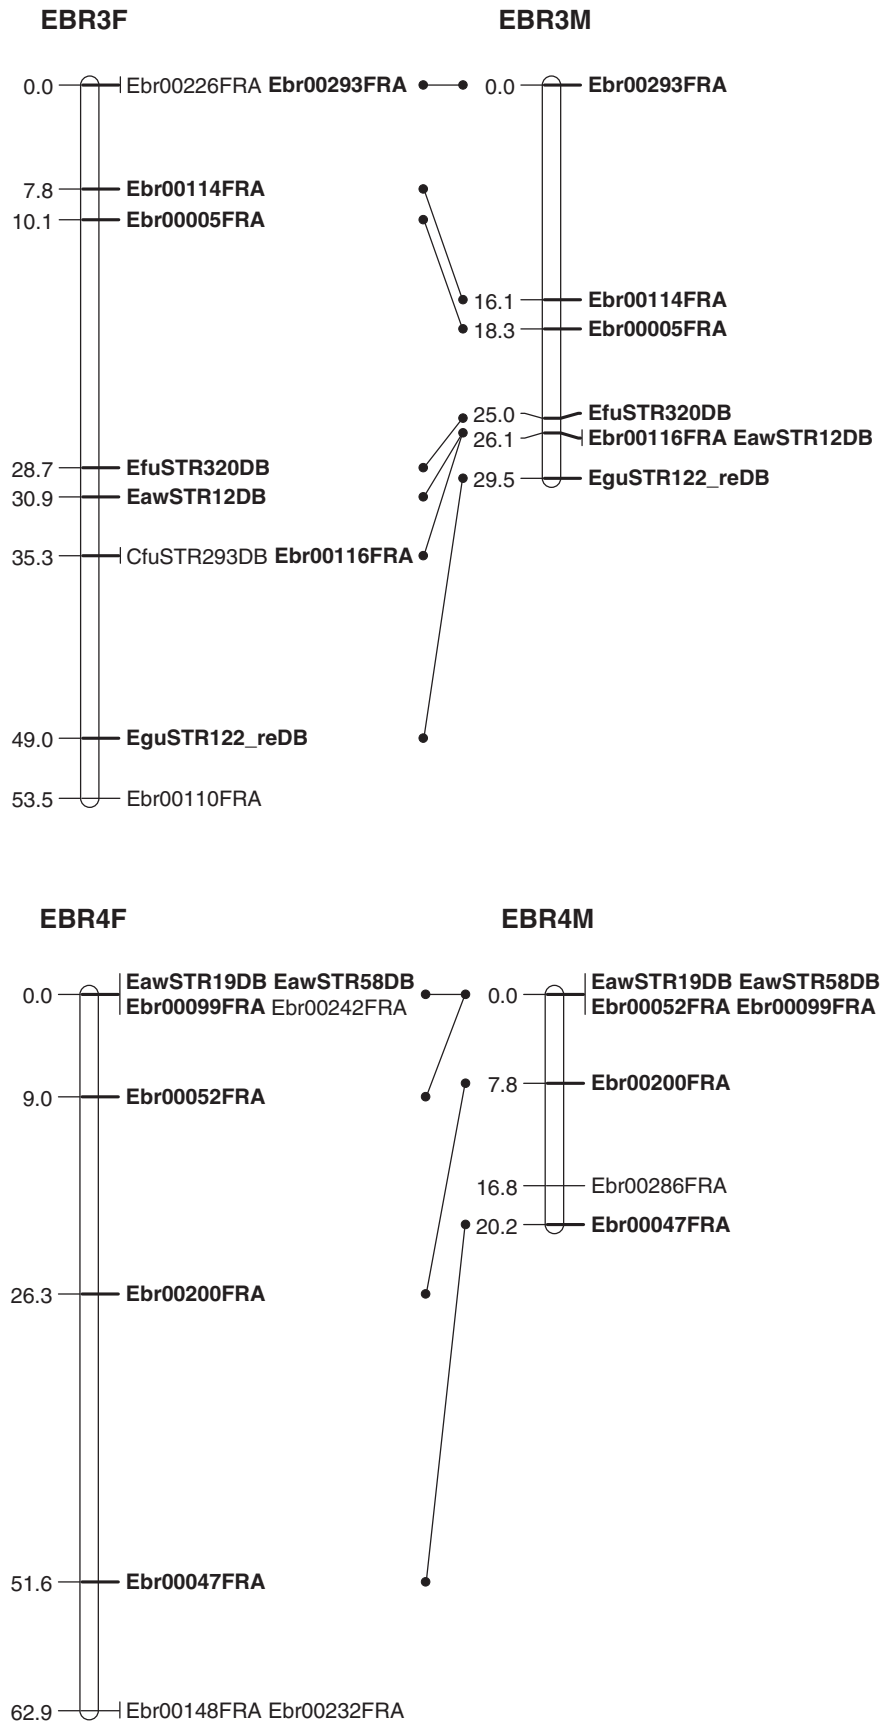 EBR3F EBR3M
0.0 Ebr00226FRA Ebr00293FRA 0.0 Ebr00293FRA
7.8 Ebr00114FRA
10.1 Ebr00005FRA
16.1 Ebr00114FRA
18.3 Ebr00005FRA
25.0 EfuSTR320DB
26.1 Ebr00116FRA EawSTR12DB
28.7 EfuSTR320DB
29.5 EguSTR122_reDB
30.9 EawSTR12DB
35.3 CfuSTR293DB Ebr00116FRA
49.0 EguSTR122_reDB
53.5 Ebr00110FRA
EBR4F EBR4M
EawSTR19DB EawSTR58DB EawSTR19DB EawSTR58DB
0.0 Ebr00099FRA Ebr00242FRA 0.0 Ebr00052FRA Ebr00099FRA
7.8 Ebr00200FRA
9.0 Ebr00052FRA
16.8 Ebr00286FRA
20.2 Ebr00047FRA
26.3 Ebr00200FRA
51.6 Ebr00047FRA
62.9 Ebr00148FRA Ebr00232FRA